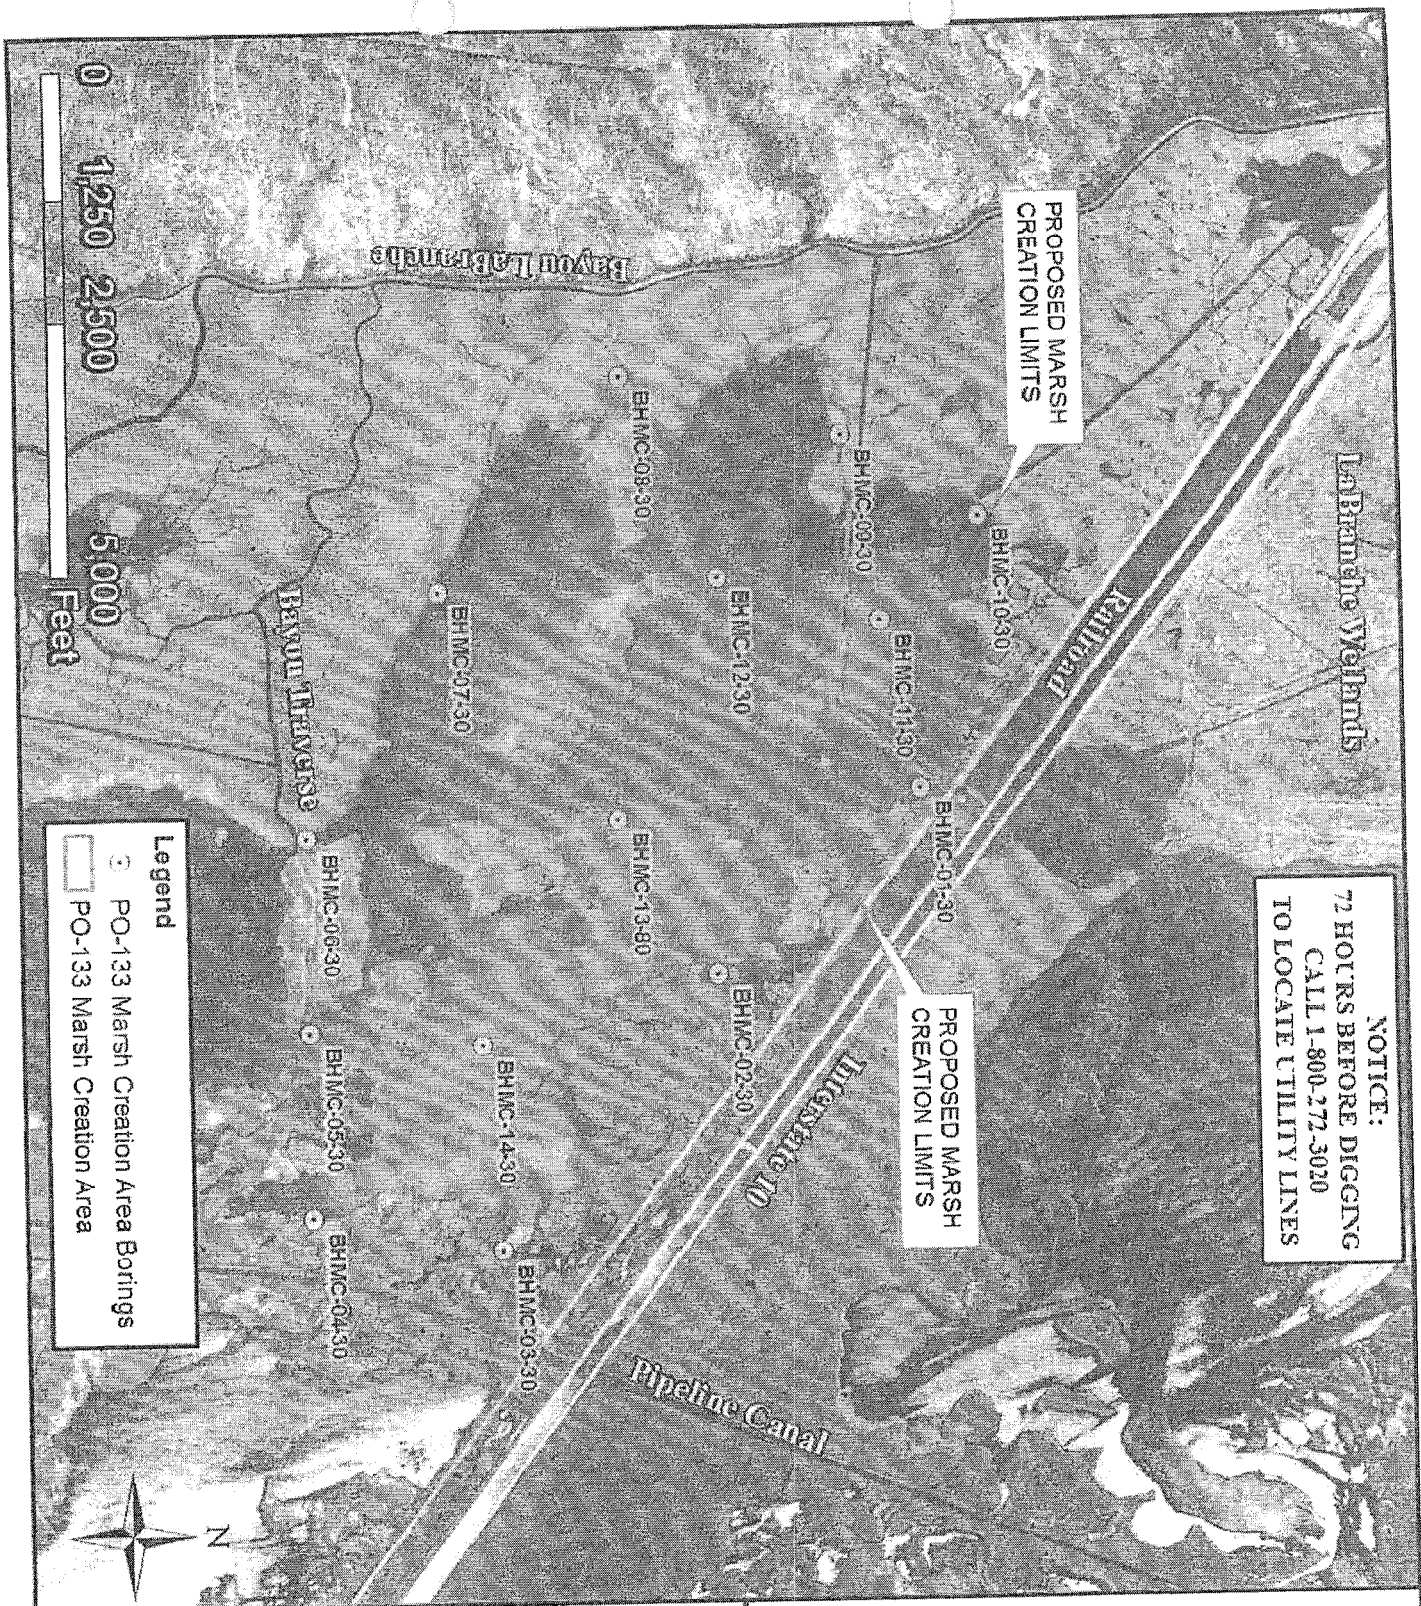 NOTICE:
72 HOURS BEFORE DIGGING
CALL 1-800-272-3020
TO LOCATE UTILITY LINES
LaBranche Wetlands
PROPOSED MARSH
CREATION LIMITS
Railroad
BHMC-10-30
BHMC-09-30
BHMC-11-30
BHMC-01-30
PROPOSED MARSH
CREATION LIMITS
Interstate 10
Pipeline Canal
Bayou LaBranche
BHMC-08-30
BHMC-12-30
BHMC-13-80
BHMC-02-30
BHMC-07-30
BHMC-14-30
BHMC-03-30
Bayou Traverse
BHMC-06-30
BHMC-05-30
BHMC-04-30
0 1,250 2,500 5,000
Feet
Legend
PO-133 Marsh Creation Area Borings
PO-133 Marsh Creation Area
N